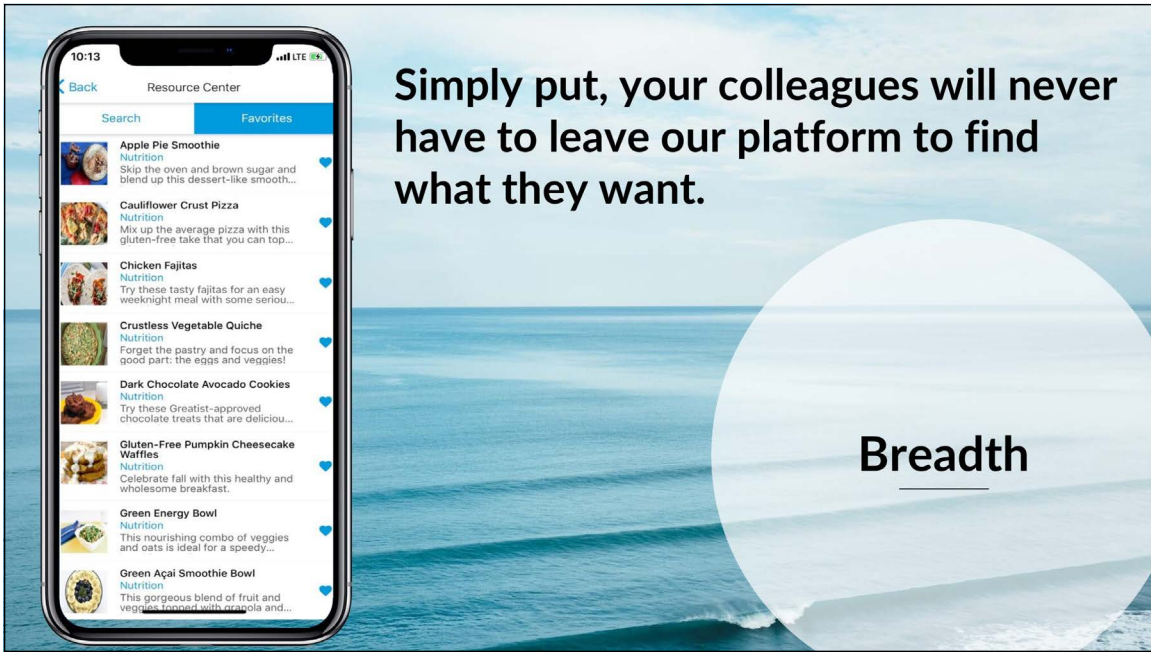 10:13
LTE
Back
Resource Center
Search
Favorites
Apple Pie Smoothie
Nutrition
Skip the oven and brown sugar and
blend up this dessert-like smooth...
Cauliflower Crust Pizza
Nutrition
Mix up the average pizza with this
gluten-free take that you can top...
Chicken Fajitas
Nutrition
Try these tasty fajitas for an easy
weeknight meal with some seriou...
Crustless Vegetable Quiche
Nutrition
Forget the pastry and focus on the
good part: the eggs and veggies!
Dark Chocolate Avocado Cookies
Nutrition
Try these Greatist-approved
chocolate treats that are deliciou...
Gluten-Free Pumpkin Cheesecake
Waffles
Nutrition
Celebrate fall with this healthy and
wholesome breakfast.
Green Energy Bowl
Nutrition
This nourishing combo of veggies
and oats is ideal for a speedy...
Green Açai Smoothie Bowl
Nutrition
This gorgeous blend of fruit and
veggies topped with granola and...
Simply put, your colleagues will never
have to leave our platform to find
what they want.
Breadth